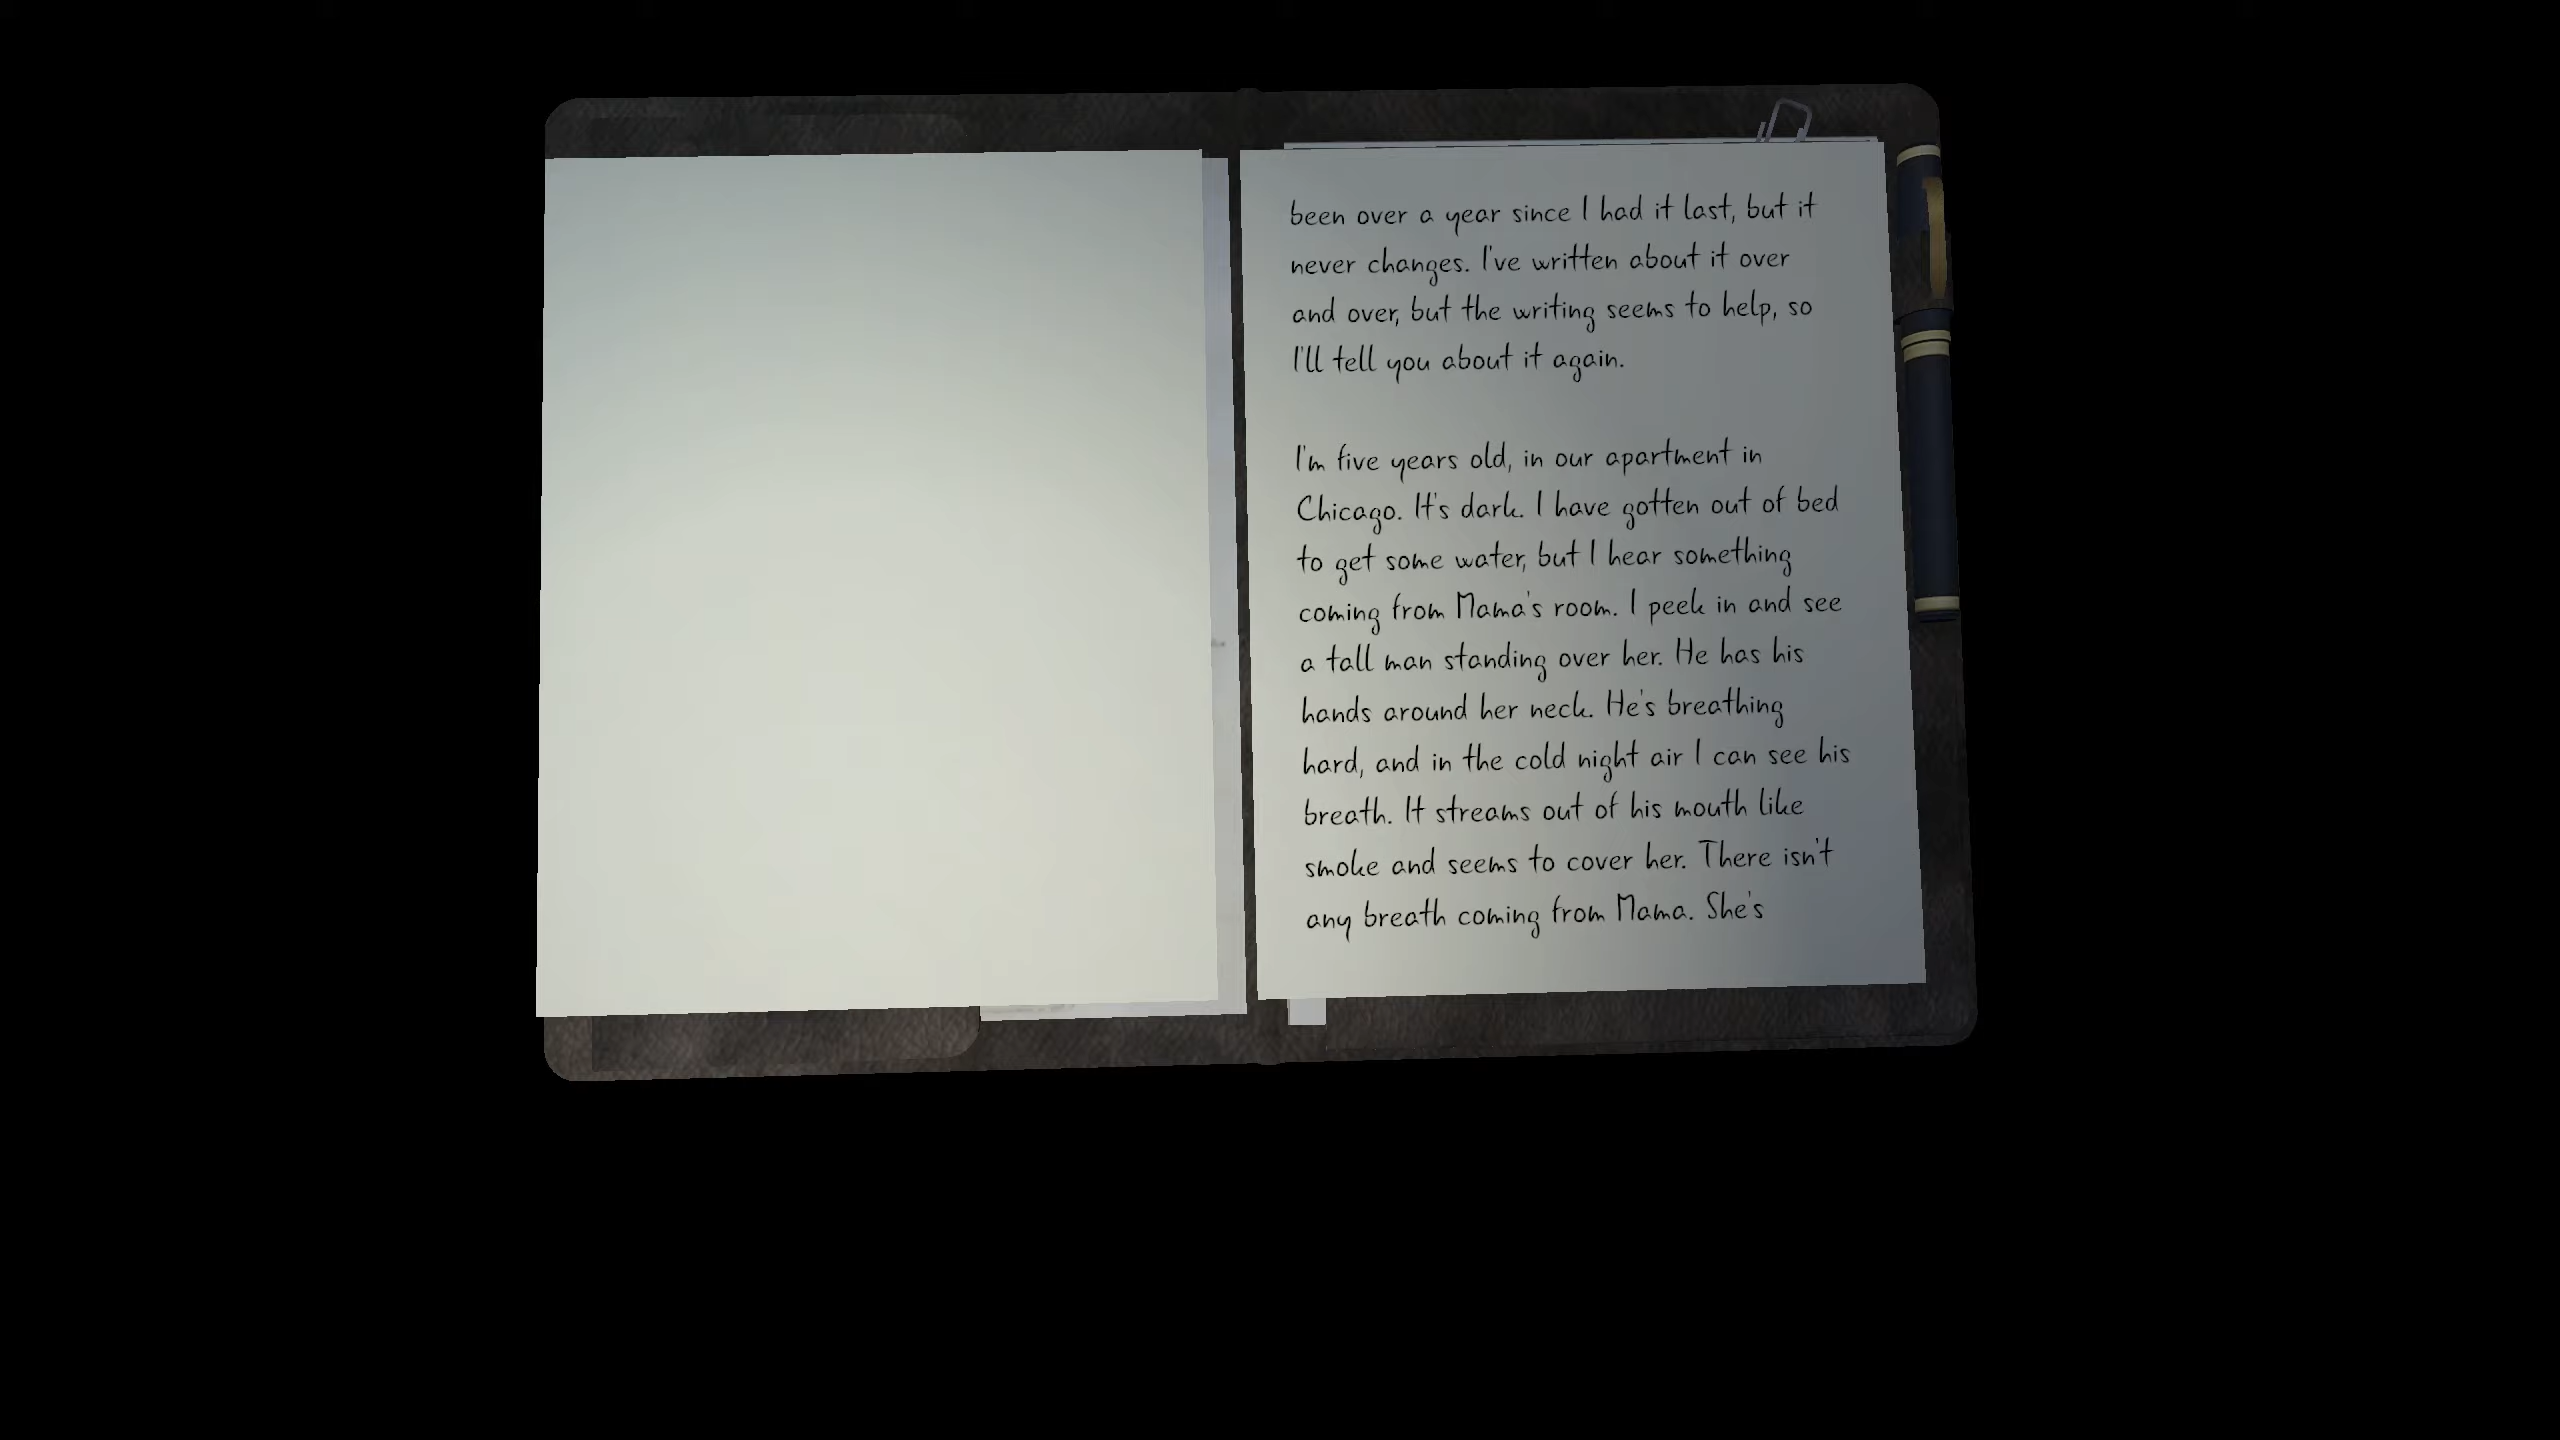 been over a year since I had it last, but it
never changes. I've written about it over
and over, but the writing seems to help, so
I'll tell you about it again.
I'm five years old, in our apartment in
Chicago. It's dark. I have gotten out of bed
to get some water, but I hear something
coming from Mama's room. I peek in and see
a tall man standing over her. He has his
hands around her neck. He's breathing
hard, and in the cold night air I can see his
breath. It streams out of his mouth like
smoke and seems to cover her. There isn't
any breath coming from Mama. She's